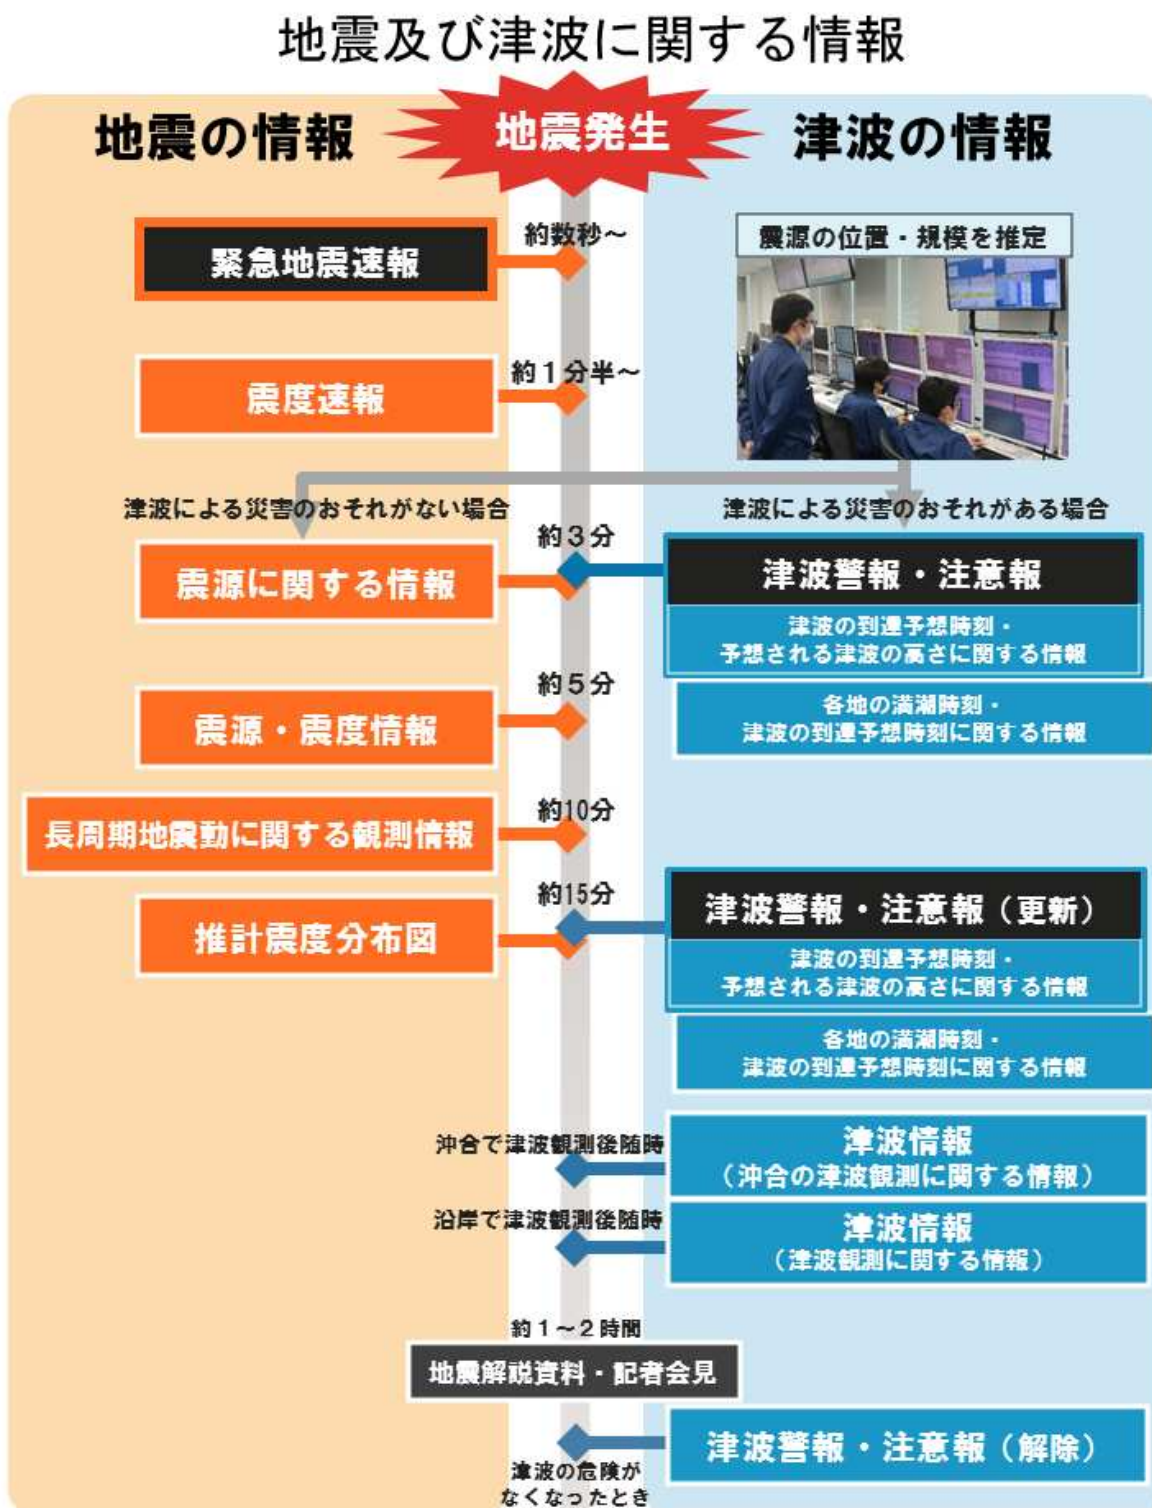 地震及び津波に関する情報
地震の情報
地震発生
津波の情報
約数秒～
緊急地震速報
震源の位置・規模を推定
約１分半～
震度速報
津波による災害のおそれがない場合
津波による災害のおそれがある場合
約３分
震源に関する情報
津波警報・注意報
津波の到達予想時刻・
予想される津波の高さに関する情報
約５分
震源・震度情報
各地の満潮時刻・
津波の到達予想時刻に関する情報
約10分
長周期地震動に関する観測情報
約15分
推計震度分布図
津波警報・注意報（更新）
津波の到達予想時刻・
予想される津波の高さに関する情報
各地の満潮時刻・
津波の到達予想時刻に関する情報
沖合で津波観測後随時
津波情報
（沖合の津波観測に関する情報）
沿岸で津波観測後随時
津波情報
（津波観測に関する情報）
約１～２時間
地震解説資料・記者会見
津波警報・注意報（解除）
津波の危険が
なくなったとき